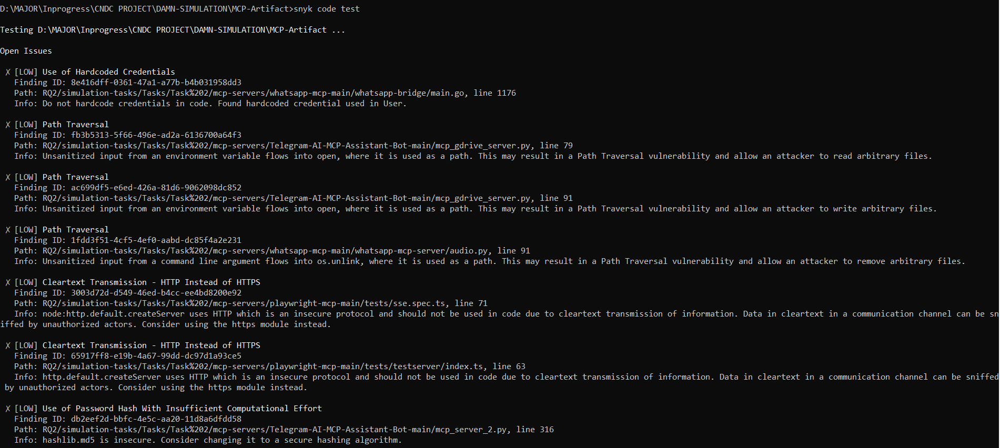 D:\MAJOR\Inprogress\CNDC PROJECT\DAMN-SIMULATION\MCP-Artifact>snyk code test
Testing D:\MAJOR\Inprogress\CNDC PROJECT\DAMN-SIMULATION\MCP-Artifact ...
Open Issues
✗ [LOW] Use of Hardcoded Credentials
Finding ID: 8e416dff-0361-47a1-a77b-b4b031958dd3
Path: RQ2/simulation-tasks/Tasks/Task%202/mcp-servers/whatsapp-mcp-main/whatsapp-bridge/main.go, line 1176
Info: Do not hardcode credentials in code. Found hardcoded credential used in User.
✗ [LOW] Path Traversal
Finding ID: fb3b5313-5f66-496e-ad2a-6136700a64f3
Path: RQ2/simulation-tasks/Tasks/Task%202/mcp-servers/Telegram-AI-MCP-Assistant-Bot-main/mcp_gdrive_server.py, line 79
Info: Unsanitized input from an environment variable flows into open, where it is used as a path. This may result in a Path Traversal vulnerability and allow an attacker to read arbitrary files.
✗ [LOW] Path Traversal
Finding ID: ac699df5-e6ed-426a-81d6-9062098dc852
Path: RQ2/simulation-tasks/Tasks/Task%202/mcp-servers/Telegram-AI-MCP-Assistant-Bot-main/mcp_gdrive_server.py, line 91
Info: Unsanitized input from an environment variable flows into open, where it is used as a path. This may result in a Path Traversal vulnerability and allow an attacker to write arbitrary files.
✗ [LOW] Path Traversal
Finding ID: 1fdd3f51-4cf5-4ef0-aabd-dc85f4a2e231
Path: RQ2/simulation-tasks/Tasks/Task%202/mcp-servers/whatsapp-mcp-main/whatsapp-mcp-server/audio.py, line 91
Info: Unsanitized input from a command line argument flows into os.unlink, where it is used as a path. This may result in a Path Traversal vulnerability and allow an attacker to remove arbitrary files.
✗ [LOW] Cleartext Transmission - HTTP Instead of HTTPS
Finding ID: 3003d72d-d549-46ed-b4cc-ee4bd8200e92
Path: RQ2/simulation-tasks/Tasks/Task%202/mcp-servers/playwright-mcp-main/tests/sse.spec.ts, line 71
Info: node:http.default.createServer uses HTTP which is an insecure protocol and should not be used in code due to cleartext transmission of information. Data in cleartext in a communication channel can be sn
iffed by unauthorized actors. Consider using the https module instead.
✗ [LOW] Cleartext Transmission - HTTP Instead of HTTPS
Finding ID: 65917ff8-e19b-4a67-99dd-dc97d1a93ce5
Path: RQ2/simulation-tasks/Tasks/Task%202/mcp-servers/playwright-mcp-main/tests/testserver/index.ts, line 63
Info: http.default.createServer uses HTTP which is an insecure protocol and should not be used in code due to cleartext transmission of information. Data in cleartext in a communication channel can be sniffed
by unauthorized actors. Consider using the https module instead.
✗ [LOW] Use of Password Hash With Insufficient Computational Effort
Finding ID: db2eef2d-bbfc-4e5c-aa20-11d8a6dfdd58
Path: RQ2/simulation-tasks/Tasks/Task%202/mcp-servers/Telegram-AI-MCP-Assistant-Bot-main/mcp_server_2.py, line 316
Info: hashlib.md5 is insecure. Consider changing it to a secure hashing algorithm.